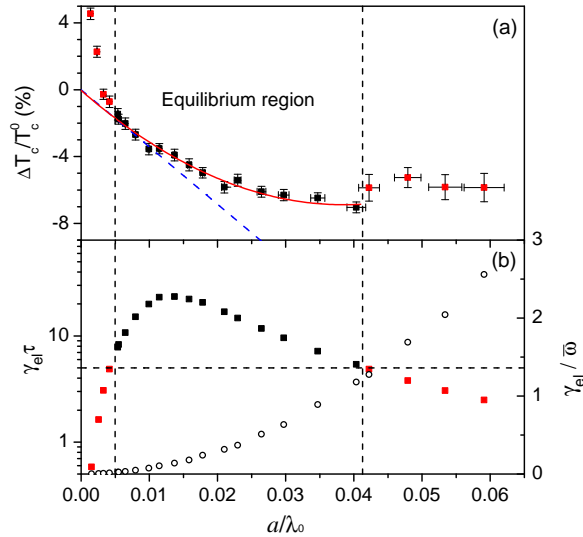 (a)
4
0
-4
-8
ΔT_c/T_c^0 (%)
Equilibrium region
(b)
10
1
γ_el τ
3
2
1
0
γ_el / ω̅
0.00 0.01 0.02 0.03 0.04 0.05 0.06
a/λ₀